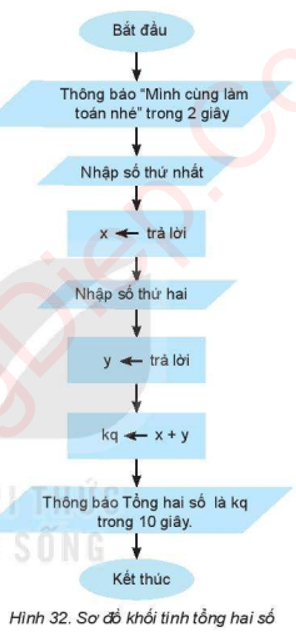 Bắt đầu
Thông báo “Mình cùng làm
toán nhé” trong 2 giây
Nhập số thứ nhất
x ← trả lời
Nhập số thứ hai
y ← trả lời
kq ← x + y
Thông báo Tổng hai số là kq
trong 10 giây.
SỐNG
Kết thúc
Hình 32. Sơ đồ khối tính tổng hai số